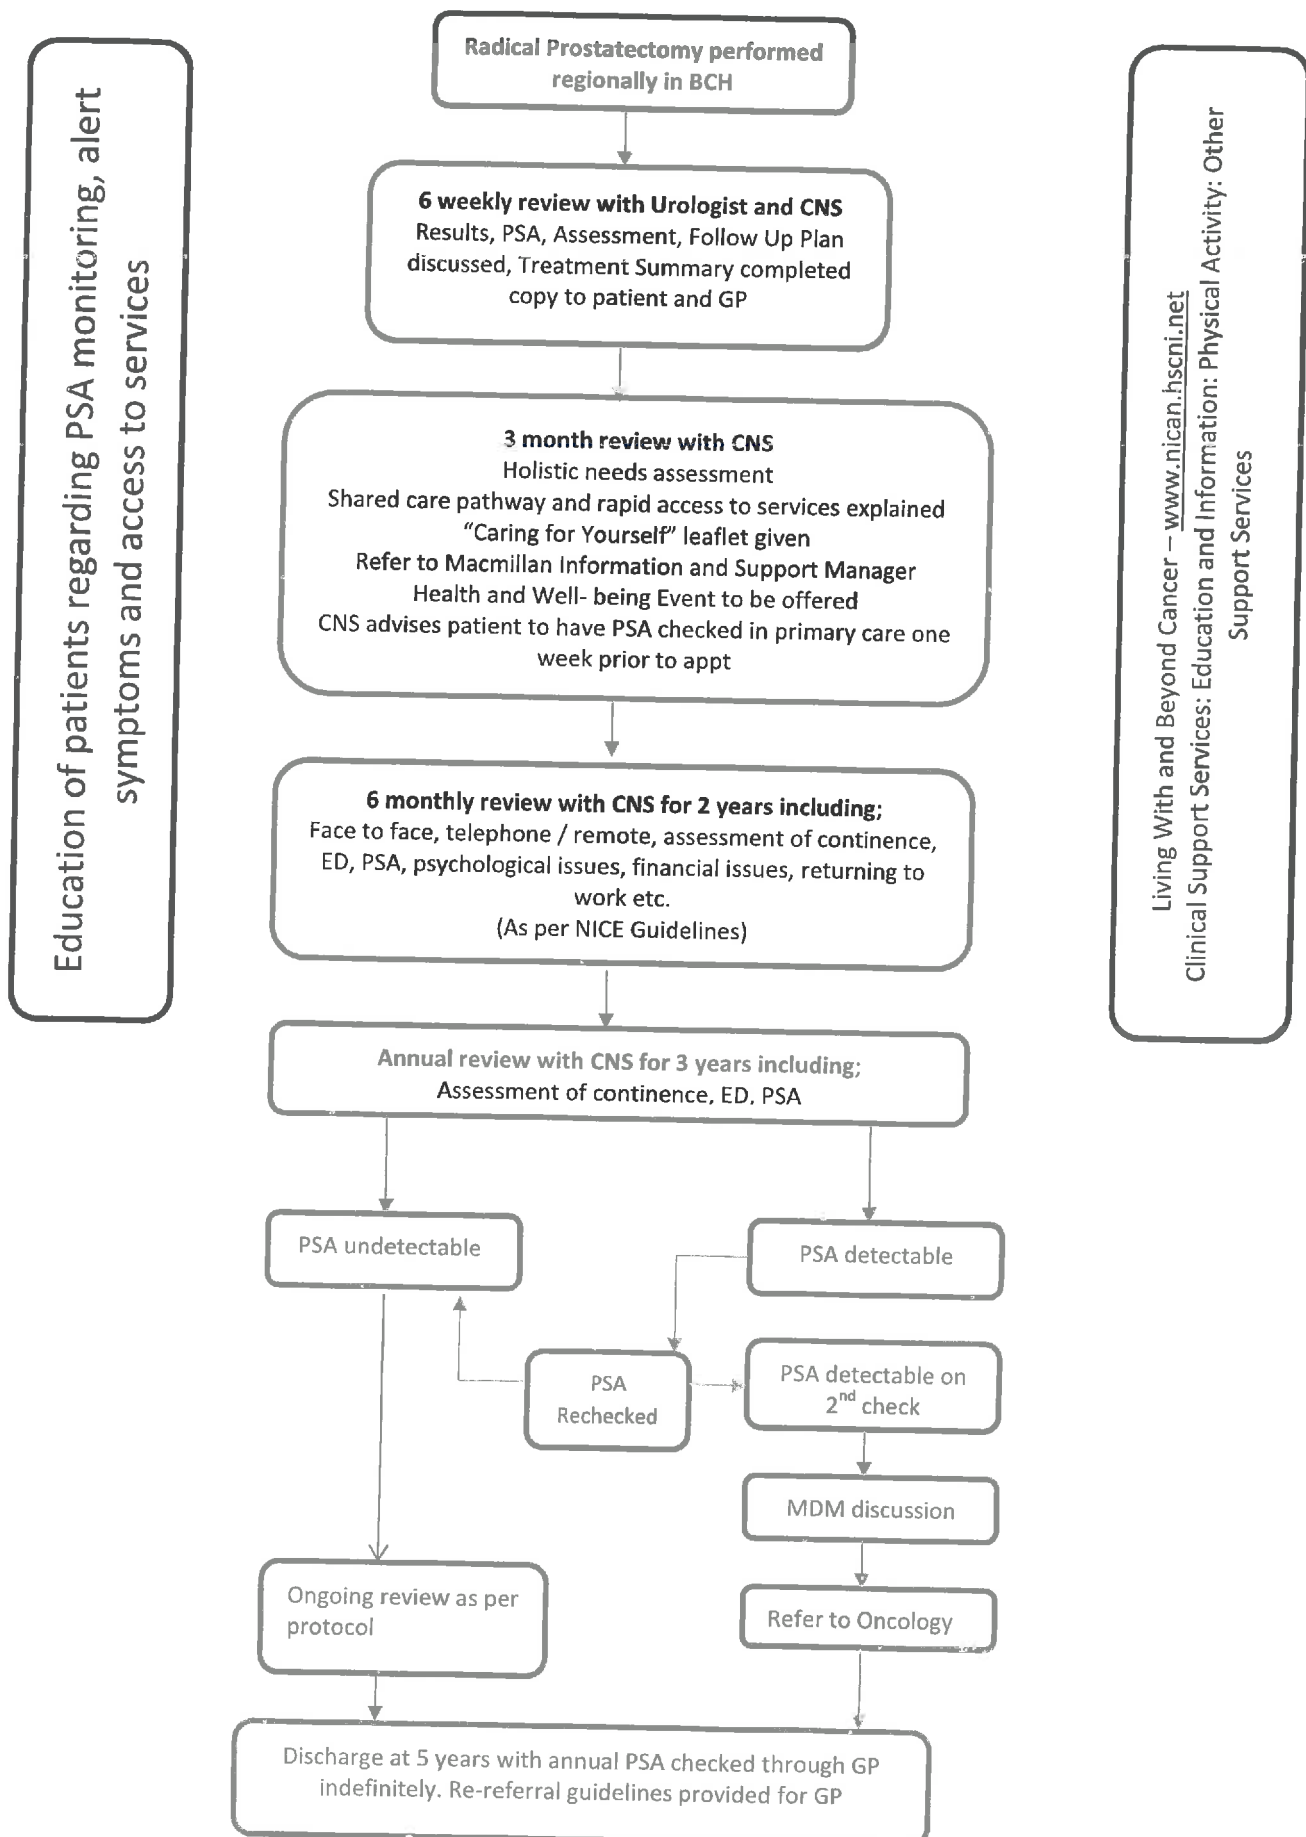 Radical Prostatectomy performed
regionally in BCH
Education of patients regarding PSA monitoring, alert
symptoms and access to services
6 weekly review with Urologist and CNS
Results, PSA, Assessment, Follow Up Plan
discussed, Treatment Summary completed
copy to patient and GP
3 month review with CNS
Holistic needs assessment
Shared care pathway and rapid access to services explained
“Caring for Yourself” leaflet given
Refer to Macmillan Information and Support Manager
Health and Well- being Event to be offered
CNS advises patient to have PSA checked in primary care one
week prior to appt
6 monthly review with CNS for 2 years including;
Face to face, telephone / remote, assessment of continence,
ED, PSA, psychological issues, financial issues, returning to
work etc.
(As per NICE Guidelines)
Living With and Beyond Cancer – www.nican.hscni.net
Clinical Support Services: Education and Information: Physical Activity: Other
Support Services
Annual review with CNS for 3 years including;
Assessment of continence, ED, PSA
PSA undetectable
PSA detectable
PSA
Rechecked
PSA detectable on
2nd check
MDM discussion
Ongoing review as per
protocol
Refer to Oncology
Discharge at 5 years with annual PSA checked through GP
indefinitely. Re-referral guidelines provided for GP